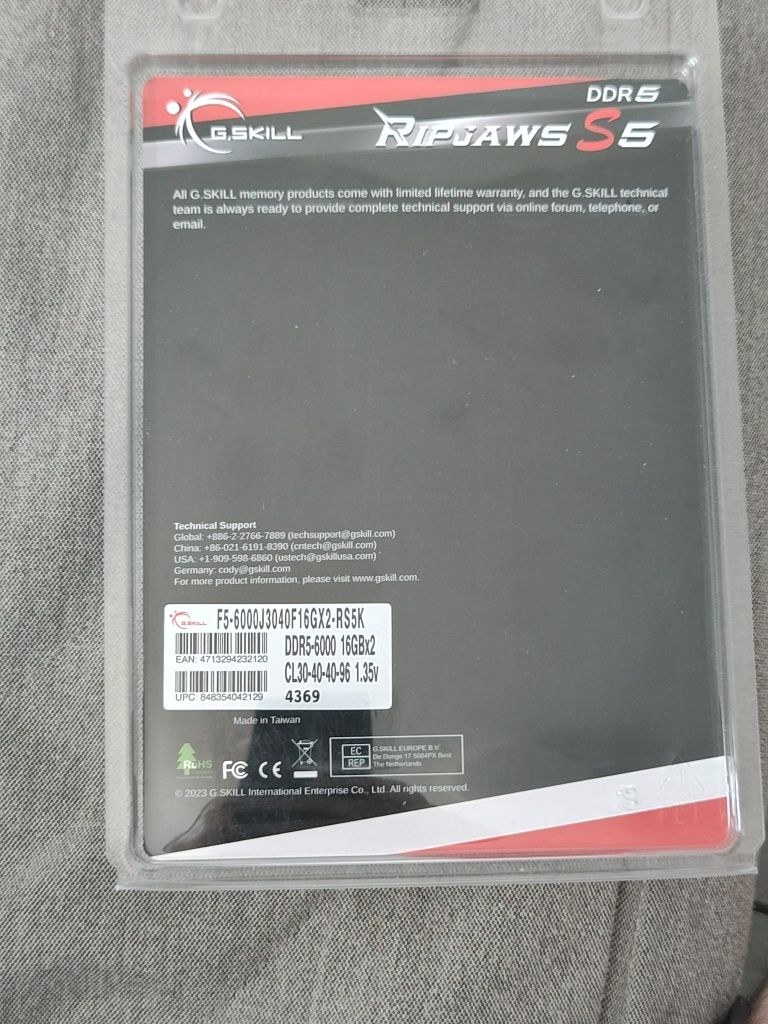 G.SKILL
DDR5
RIPJAWS S5
All G.SKILL memory products come with limited lifetime warranty, and the G.SKILL technical
team is always ready to provide complete technical support via online forum, telephone, or
email.
Technical Support
Global: +886-2-2766-7889 (techsupport@gskill.com)
China: +86-021-6191-8390 (cntech@gskill.com)
USA: +1-909-598-6860 (ustech@gskillusa.com)
Germany: cody@gskill.com
For more product information, please visit www.gskill.com.
G.SKILL F5-6000J3040F16GX2-RS5K
DDR5-6000 16GBx2
EAN: 4713294232120
CL30-40-40-96 1.35v
UPC: 848354042129
4369
Made in Taiwan
RoHS
FC CE
EC REP
G.SKILL EUROPE B.V.
De Donge 17 5684PX Best
The Netherlands
© 2023 G.SKILL International Enterprise Co., Ltd. All rights reserved.